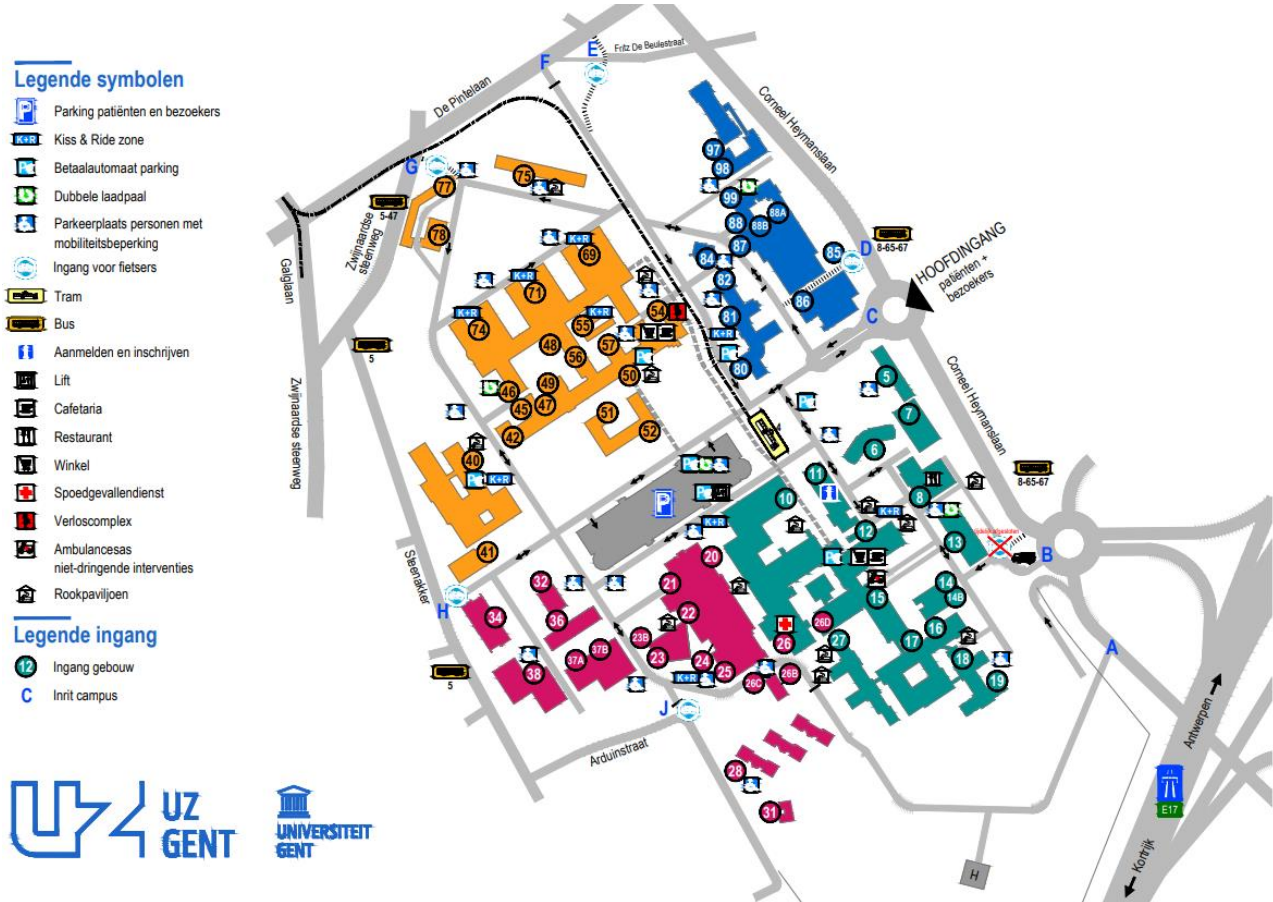 Legende symbolen
Parking patiënten en bezoekers
K+R Kiss & Ride zone
Betaalautomaat parking
Dubbele laadpaal
Parkeerplaats personen met
mobiliteitsbeperking
Ingang voor fietsers
Tram
Bus
Aanmelden en inschrijven
Lift
Cafetaria
Restaurant
Winkel
Spoedgevallendienst
Verloscomplex
Ambulancesas
niet-dringende interventies
Rookpaviljoen
Legende ingang
12 Ingang gebouw
C Inrit campus
UZ
GENT
UNIVERSITEIT
GENT
E
Fritz De Beulestraat
F
De Pintelaan
Corneel Heymanslaan
G
77
75
78
5-47
Zwijnaardse
steenweg
Galglaan
5
Zwijnaardse steenweg
Steenakker
97
98
99
88A
88
88B
87
84
85
82
86
81
K+R
80
D
8-65-67
HOOFDINGANG
patiënten +
bezoekers
C
K+R
69
K+R
71
K+R
74
54
55
K+R
57
48
56
50
49
46
45
47
51
42
52
40
K+R
41
4
5
7
6
11
8
10
12
K+R
13
K+R
Corneel Heymanslaan
8-65-67
B
A
14
14B
15
16
17
18
19
20
21
22
23B
23
24
25
26
26D
27
26B
26C
K+R
32
34
36
37A
37B
38
H
5
J
Arduinstraat
28
31
H
Antwerpen
E17
Kortrijk